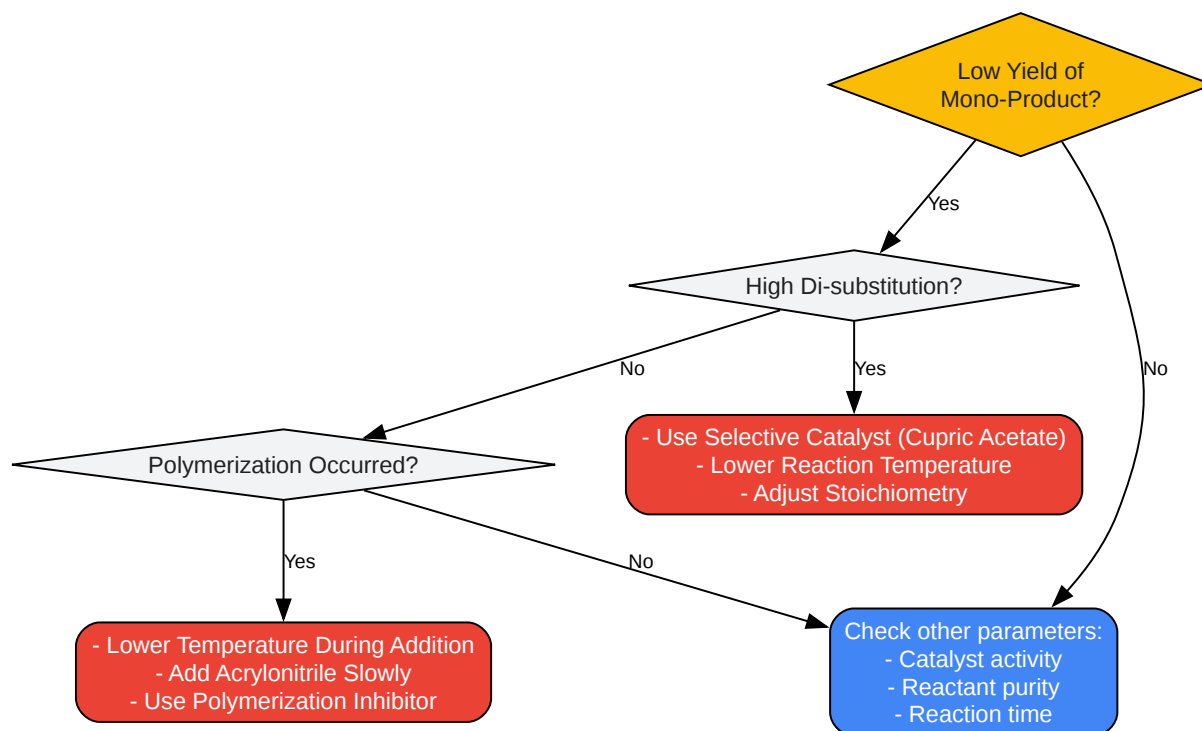 Low Yield of
Mono-Product?
Yes
High Di-substitution?
No
Yes
No
- Use Selective Catalyst (Cupric Acetate)
- Lower Reaction Temperature
- Adjust Stoichiometry
Polymerization Occurred?
Yes
No
- Lower Temperature During Addition
- Add Acrylonitrile Slowly
- Use Polymerization Inhibitor
Check other parameters:
- Catalyst activity
- Reactant purity
- Reaction time